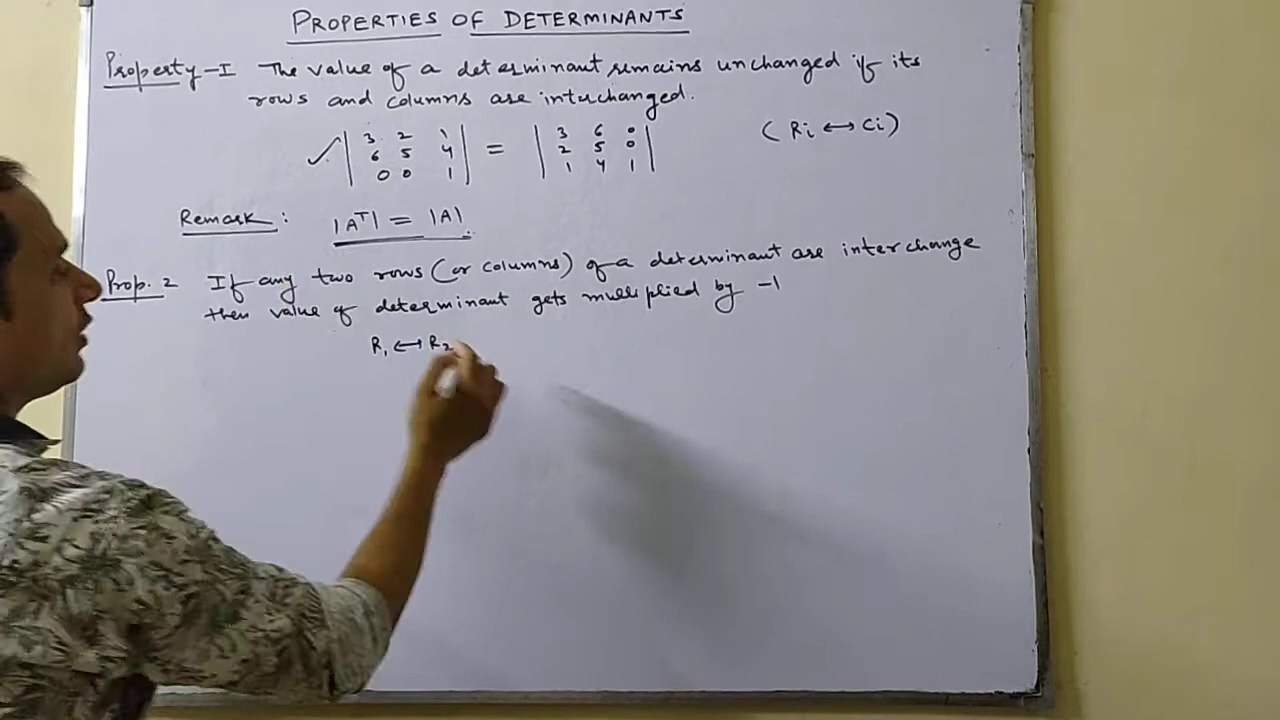 PROPERTIES OF DETERMINANTS
Property-I The value of a determinant remains unchanged if its
rows and columns are interchanged.
| 3 2 1 | = | 3 6 0 | (Ri ↔ Ci)
| 6 5 4 | | 2 5 0 |
| 0 0 1 | | 1 4 1 |
Remark: |A^T| = |A|.
Prop. 2 If any two rows (or columns) of a determinant are interchange
then value of determinant gets multiplied by -1
R₁ ↔ R₂